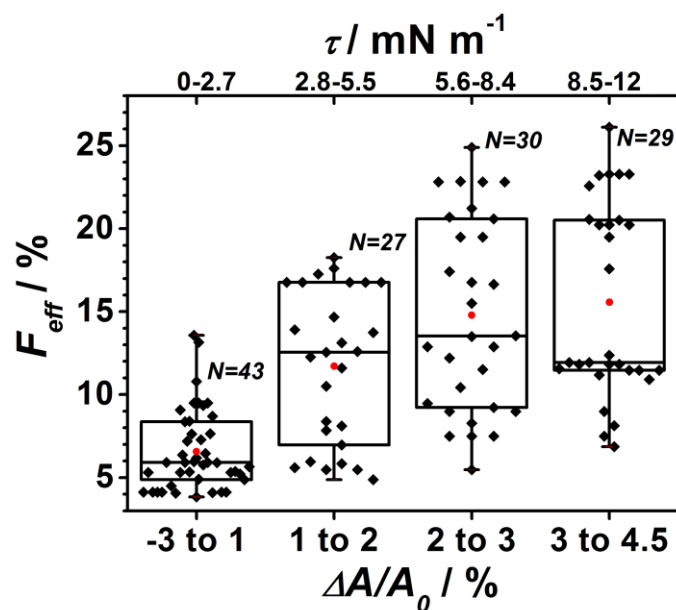 τ / mN m⁻¹
0-2.7 2.8-5.5 5.6-8.4 8.5-12
25
20
15
10
5
F_eff / %
N=43
N=27
N=30
N=29
-3 to 1 1 to 2 2 to 3 3 to 4.5
ΔA/A₀ / %